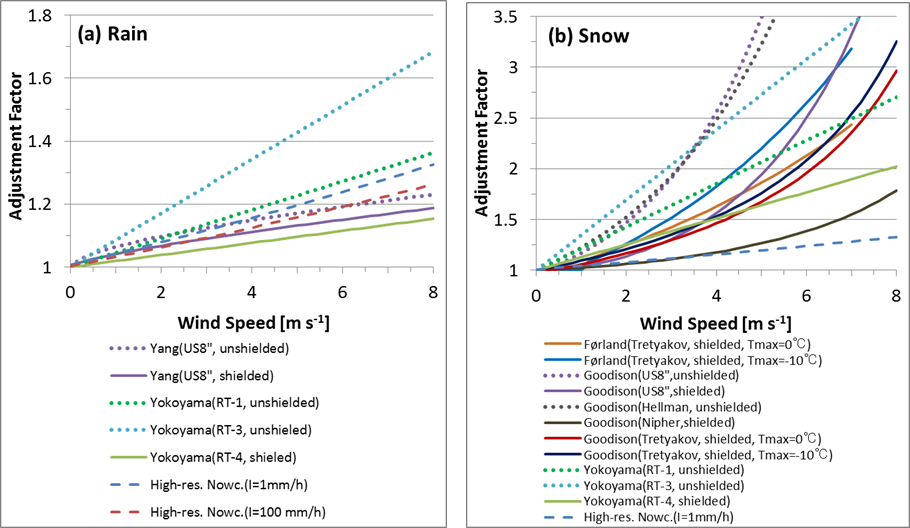 (a) Rain
Adjustment Factor
1.8
1.6
1.4
1.2
1
0 2 4 6 8
Wind Speed [m s-1]
Yang(US8", unshielded)
Yang(US8", shielded)
Yokoyama(RT-1, unshielded)
Yokoyama(RT-3, unshieled)
Yokoyama(RT-4, shieled)
High-res. Nowc.(I=1mm/h)
High-res. Nowc.(I=100 mm/h)
(b) Snow
Adjustment Factor
3.5
3
2.5
2
1.5
1
0 2 4 6 8
Wind Speed [m s-1]
Førland(Tretyakov, shielded, Tmax=0℃)
Førland(Tretyakov, shielded, Tmax=-10℃)
Goodison(US8",unshielded)
Goodison(US8",shielded)
Goodison(Hellman, unshielded)
Goodison(Nipher,shielded)
Goodison(Tretyakov, shielded, Tmax=0℃)
Goodison(Tretyakov, shielded, Tmax=-10℃)
Yokoyama(RT-1, unshielded)
Yokoyama(RT-3, unshielded)
Yokoyama(RT-4, shielded)
High-res. Nowc.(I=1mm/h)